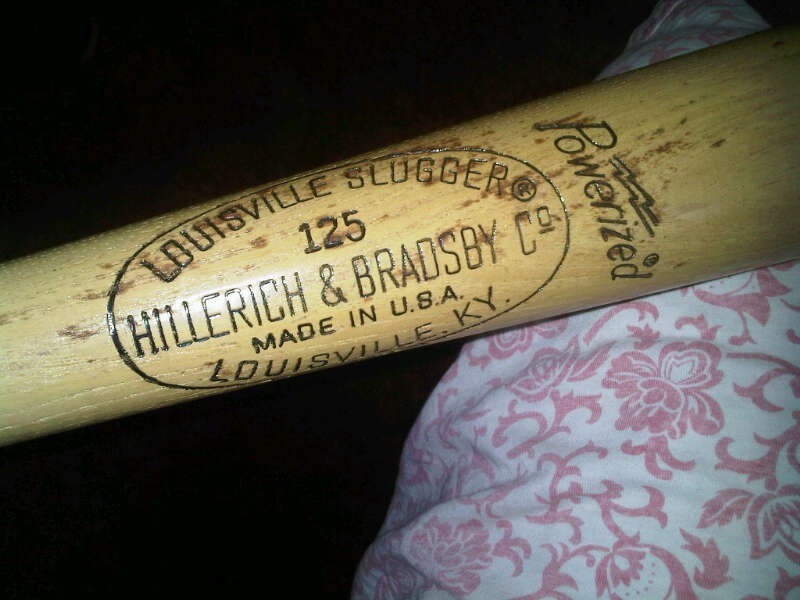 LOUISVILLE SLUGGER®
125
HILLERICH & BRADSBY Cº
MADE IN U.S.A.
LOUISVILLE, KY.
Powerized